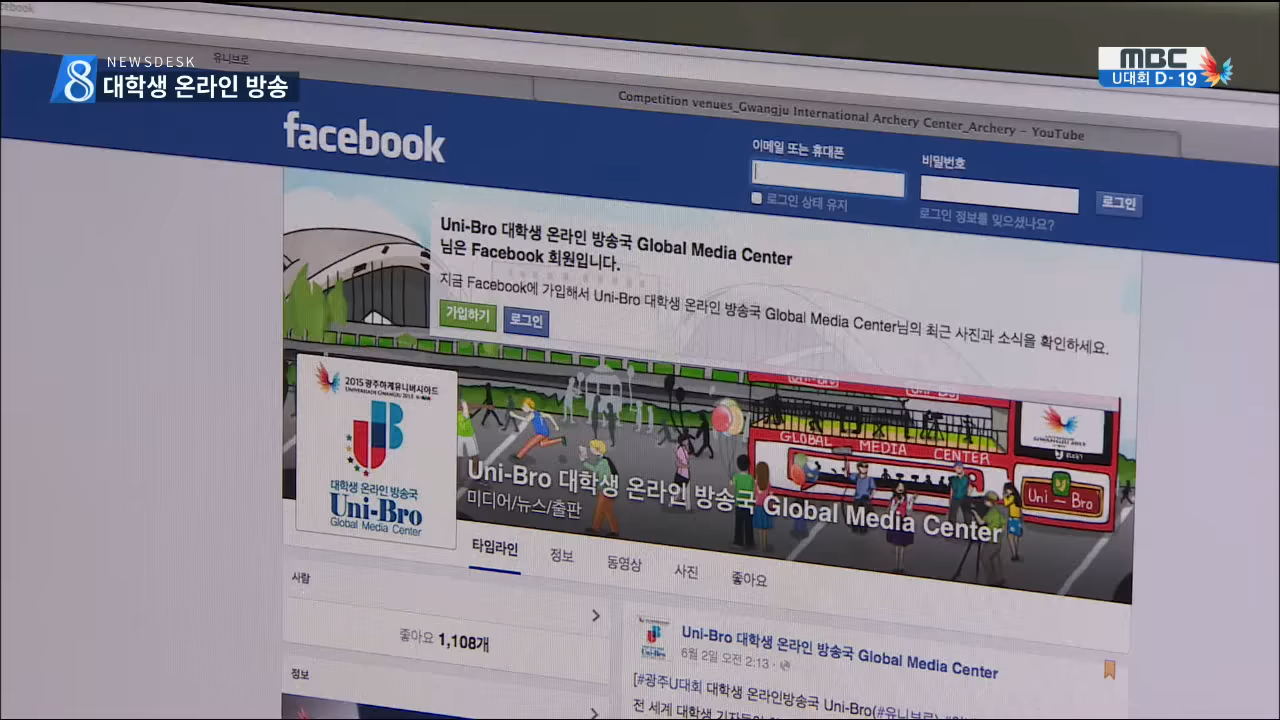 cebook
NEWSDESK
8
대학생 온라인 방송
유니브로
MBC
U대회 D-19
Competition venues_Gwangju International Archery Center_Archery – YouTube
facebook
이메일 또는 휴대폰
비밀번호
로그인
로그인 상태 유지
로그인 정보를 잊으셨나요?
Uni-Bro 대학생 온라인 방송국 Global Media Center
님은 Facebook 회원입니다.
지금 Facebook에 가입해서 Uni-Bro 대학생 온라인 방송국 Global Media Center님의 최근 사진과 소식을 확인하세요.
가입하기
로그인
2015광주하계유니버시아드
대학생 온라인 방송국
Uni-Bro
Global Media Center
GLOBAL MEDIA CENTER
Uni-Bro
Uni-Bro 대학생 온라인 방송국 Global Media Center
미디어/뉴스/출판
타임라인
정보
동영상
사진
좋아요
사람
좋아요 1,108개
정보
Uni-Bro 대학생 온라인 방송국 Global Media Center
6월 2일 오전 2:13
[#광주U대회 대학생 온라인방송국 Uni-Bro(#유니브로)
전 세계 대학생